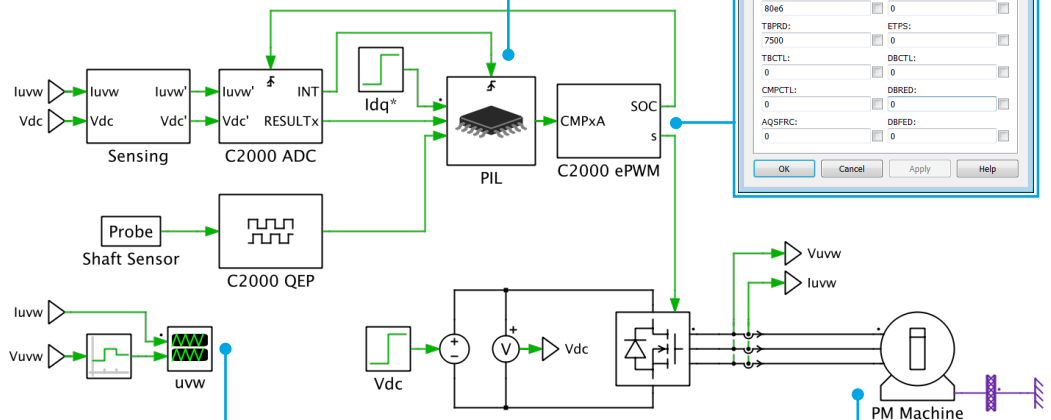 80e6
0
TBPRD:
ETPS:
7500
0
TBCTL:
DBCTL:
0
0
CMPCTL:
DBRED:
0
0
AQSFRC:
DBFED:
0
0
OK
Cancel
Apply
Help
Iuvw
Iuvw
Iuvw'
Iuvw'
INT
Idq*
SOC
Vdc
Vdc
Vdc'
Vdc'
RESULTx
CMPxA
s
Sensing
C2000 ADC
PIL
C2000 ePWM
Probe
Shaft Sensor
C2000 QEP
Vuvw
Iuvw
Iuvw
Vuvw
uvw
Vdc
+
−
+
V
Vdc
PM Machine